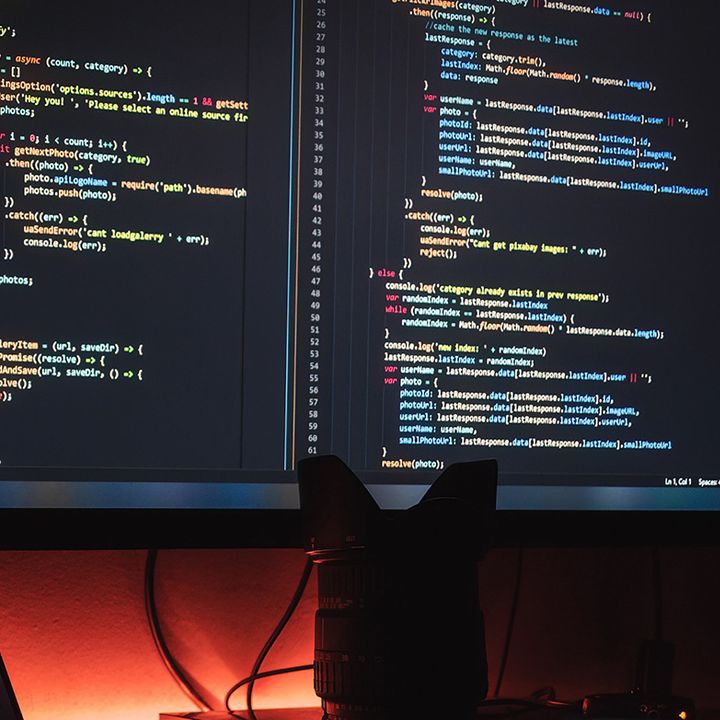 y';
= async (count, category) => {
= []
ingsOption('options.sources').length == 1 && getSett
ser('Hey you! ', 'Please select an online source fir
photos;
r i = 0; i < count; i++) {
it getNextPhoto(category, true)
.then((photo) => {
photo.apiLogoName = require('path').basename(ph
photos.push(photo);
})
.catch((err) => {
uaSendError('cant loadgalerry ' + err);
console.log(err);
})
photos;
leryItem = (url, saveDir) => {
Promise((resolve) => {
dAndSave(url, saveDir, () => {
olve();
);
24 (category)
25 .then((response) => {
26 //cache the new response as the latest
27 lastResponse = {
28 category: category.trim(),
29 lastIndex: Math.floor(Math.random() * response.length),
30 data: response
31 }
32 var userName = lastResponse.data[lastResponse.lastIndex].user || '';
33 var photo = {
34 photoId: lastResponse.data[lastResponse.lastIndex].id,
35 photoUrl: lastResponse.data[lastResponse.lastIndex].imageURL,
36 userUrl: lastResponse.data[lastResponse.lastIndex].userUrl,
37 userName: userName,
38 smallPhotoUrl: lastResponse.data[lastResponse.lastIndex].smallPhotoUrl
39 }
40 resolve(photo);
41 })
42 .catch((err) => {
43 console.log(err);
44 uaSendError("Cant get pixabay images: " + err);
45 reject();
46 })
47 } else {
48 console.log('category already exists in prev response');
49 var randomIndex = lastResponse.lastIndex
50 while (randomIndex == lastResponse.lastIndex) {
51 randomIndex = Math.floor(Math.random() * lastResponse.data.length);
52 }
53 console.log('new index: ' + randomIndex)
54 lastResponse.lastIndex = randomIndex;
55 var userName = lastResponse.data[lastResponse.lastIndex].user || '';
56 var photo = {
57 photoId: lastResponse.data[lastResponse.lastIndex].id,
58 photoUrl: lastResponse.data[lastResponse.lastIndex].imageURL,
59 userUrl: lastResponse.data[lastResponse.lastIndex].userUrl,
60 userName: userName,
61 smallPhotoUrl: lastResponse.data[lastResponse.lastIndex].smallPhotoUrl
}
resolve(photo);
Ln 1, Col 1 Spaces: 4